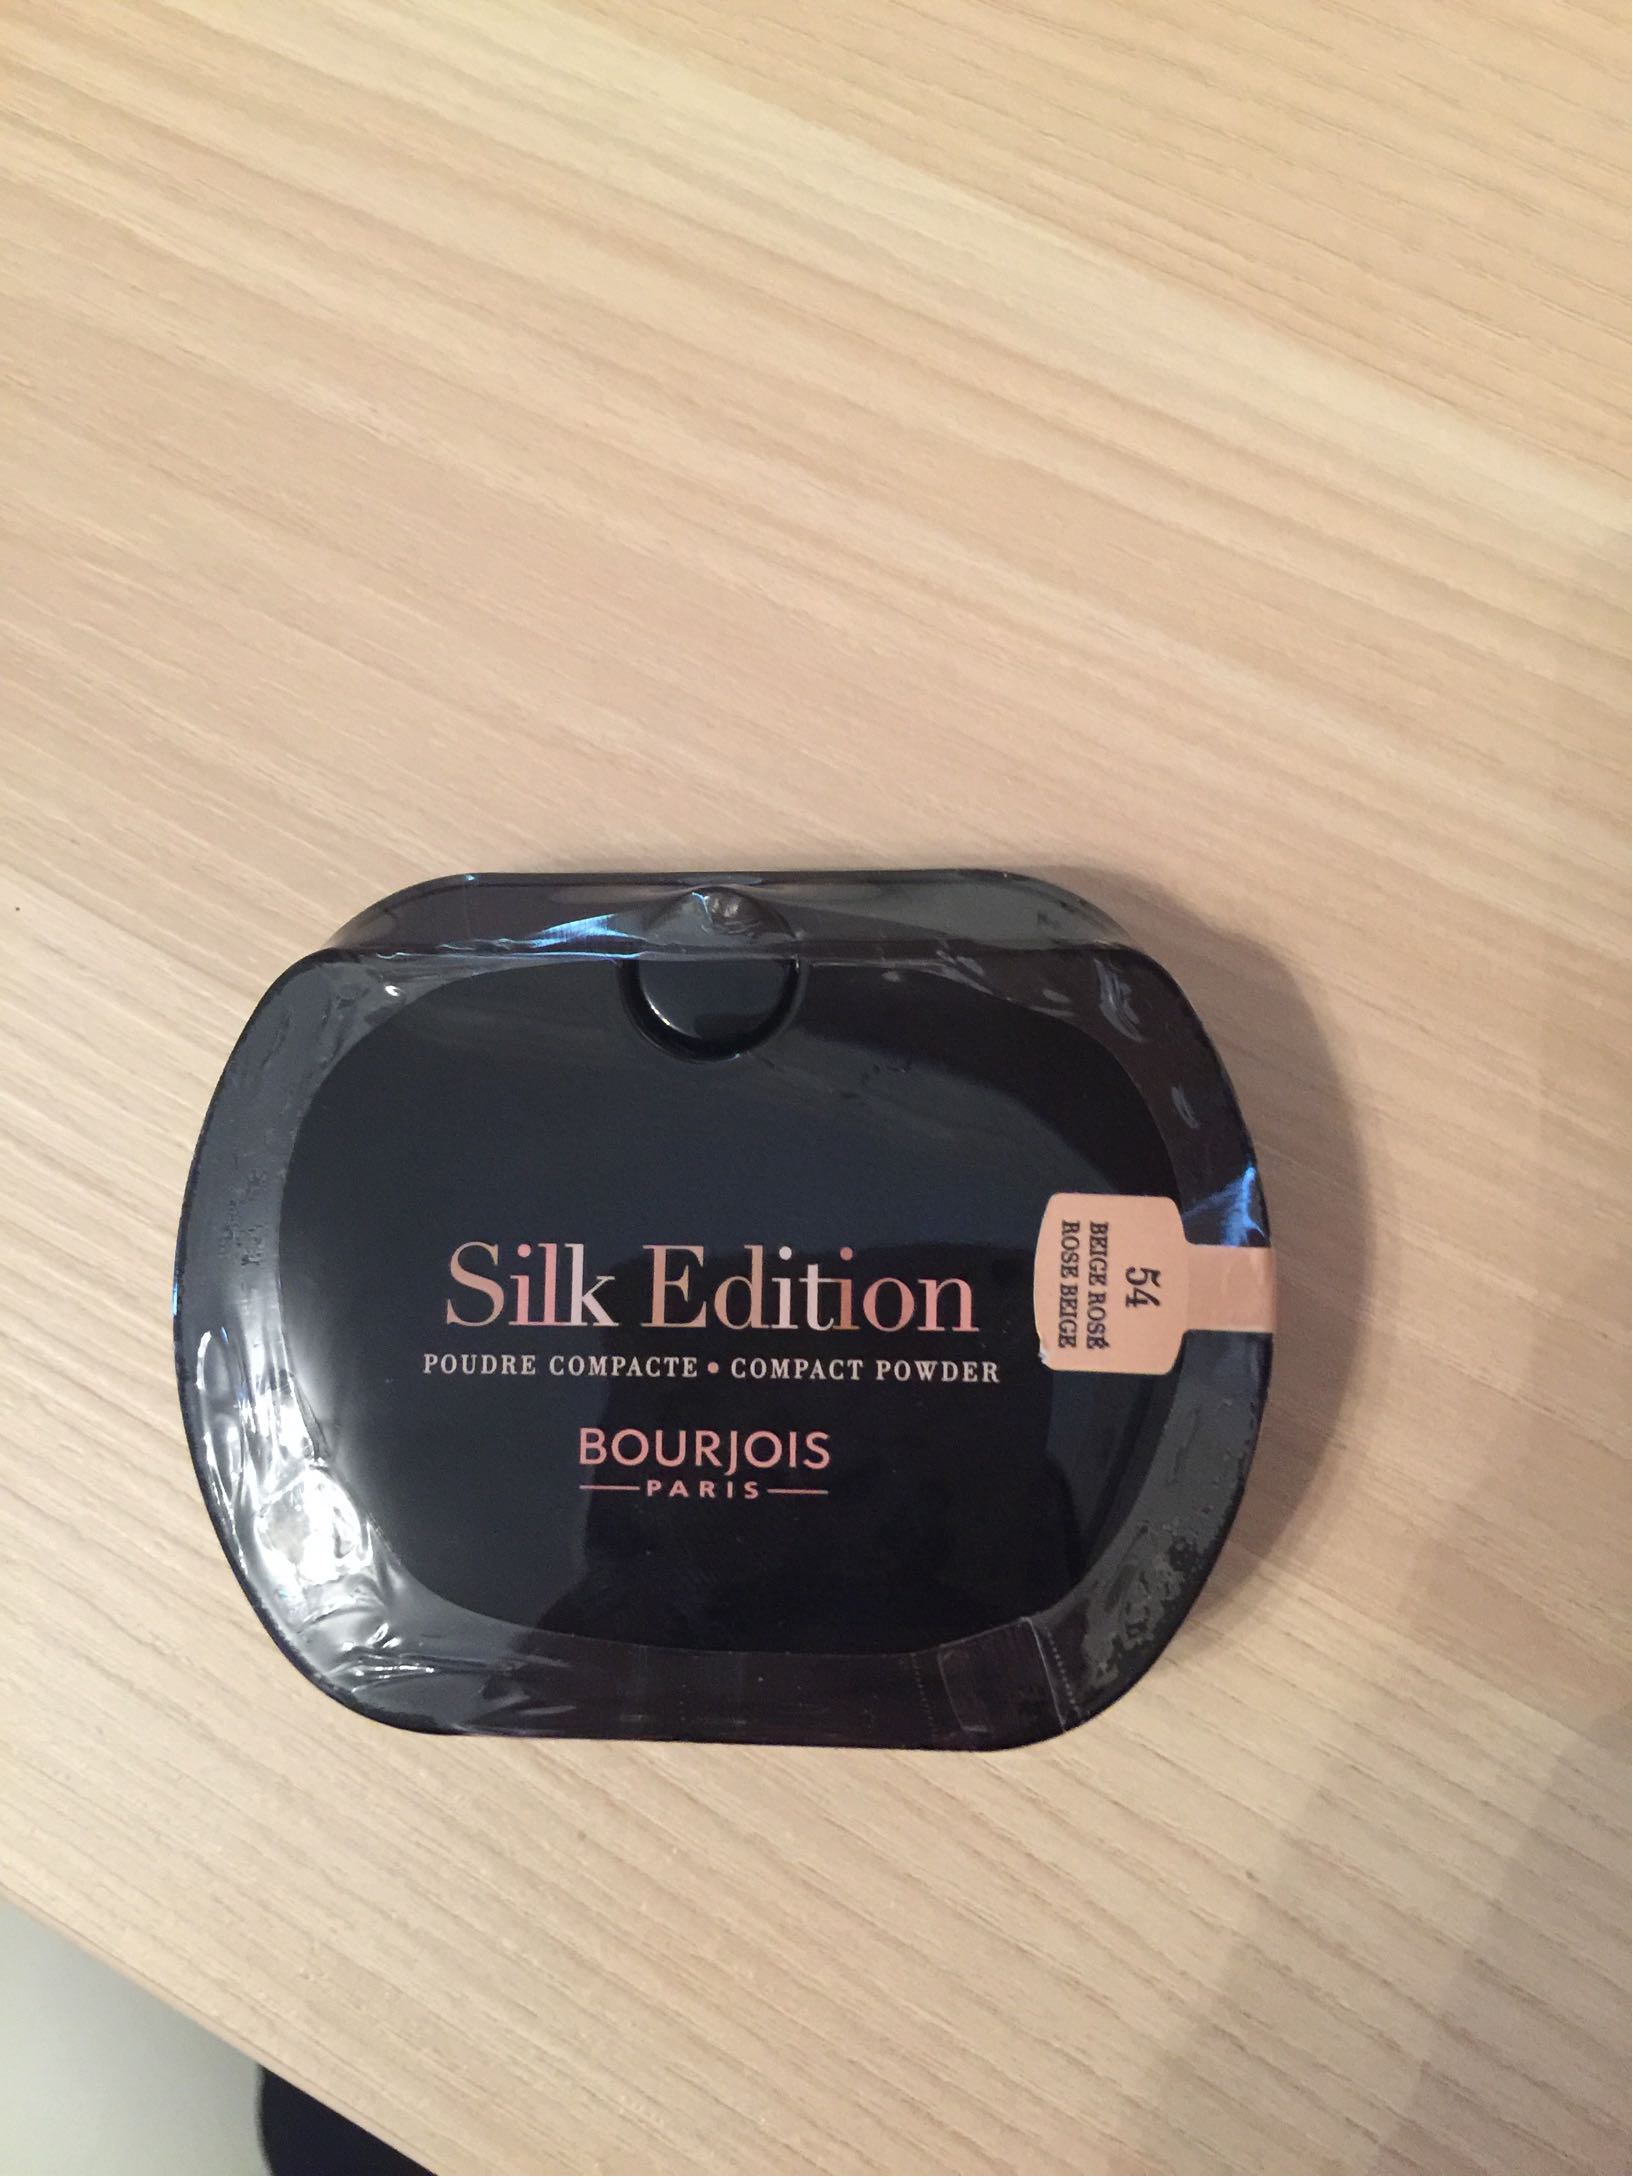 Silk Edition
POUDRE COMPACTE • COMPACT POWDER
BOURJOIS
PARIS
54
BEIGE ROSÉ
ROSE BEIGE